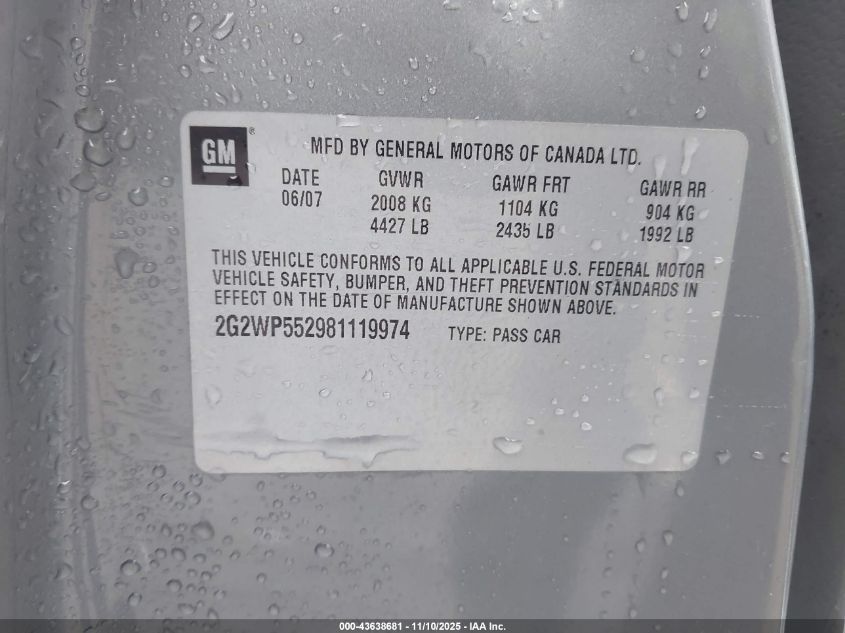 GM ®
MFD BY GENERAL MOTORS OF CANADA LTD.
DATE GVWR GAWR FRT GAWR RR
06/07 2008 KG 1104 KG 904 KG
4427 LB 2435 LB 1992 LB
THIS VEHICLE CONFORMS TO ALL APPLICABLE U.S. FEDERAL MOTOR
VEHICLE SAFETY, BUMPER, AND THEFT PREVENTION STANDARDS IN
EFFECT ON THE DATE OF MANUFACTURE SHOWN ABOVE.
2G2WP552981119974 TYPE: PASS CAR
000-43638681 - 11/10/2025 - IAA Inc.